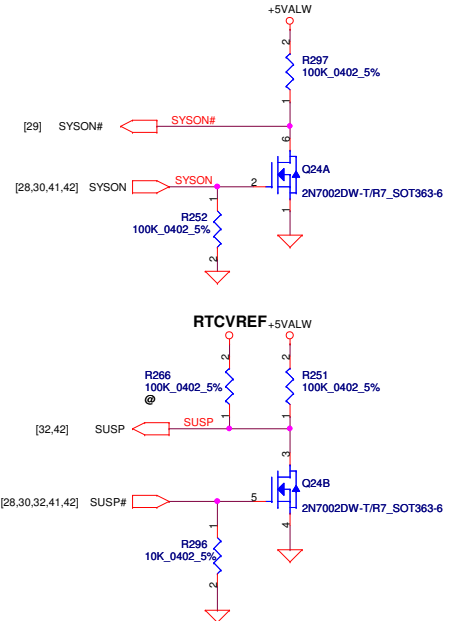 +5VALW
2
R297
100K_0402_5%
1
[29] SYSON# SYSON#
6
Q24A
[28,30,41,42] SYSON SYSON 2
2N7002DW-T/R7_SOT363-6
1
1
R252
100K_0402_5%
2
RTCVREF +5VALW
2 2
R266 R251
100K_0402_5% 100K_0402_5%
@
1 1
[32,42] SUSP SUSP
3
Q24B
[28,30,32,41,42] SUSP# 5
2N7002DW-T/R7_SOT363-6
4
1
R296
10K_0402_5%
2